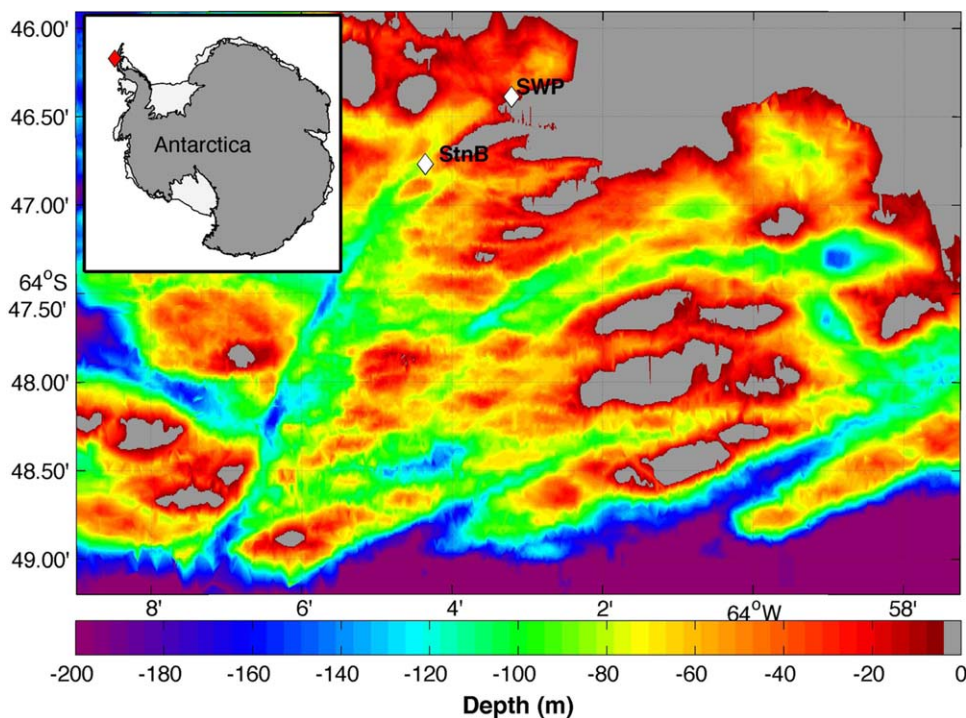 46.00'
SWP
46.50'
Antarctica
StnB
47.00'
64°S
47.50'
48.00'
48.50'
49.00'
8' 6' 4' 2' 64°W 58'
-200 -180 -160 -140 -120 -100 -80 -60 -40 -20 0
Depth (m)